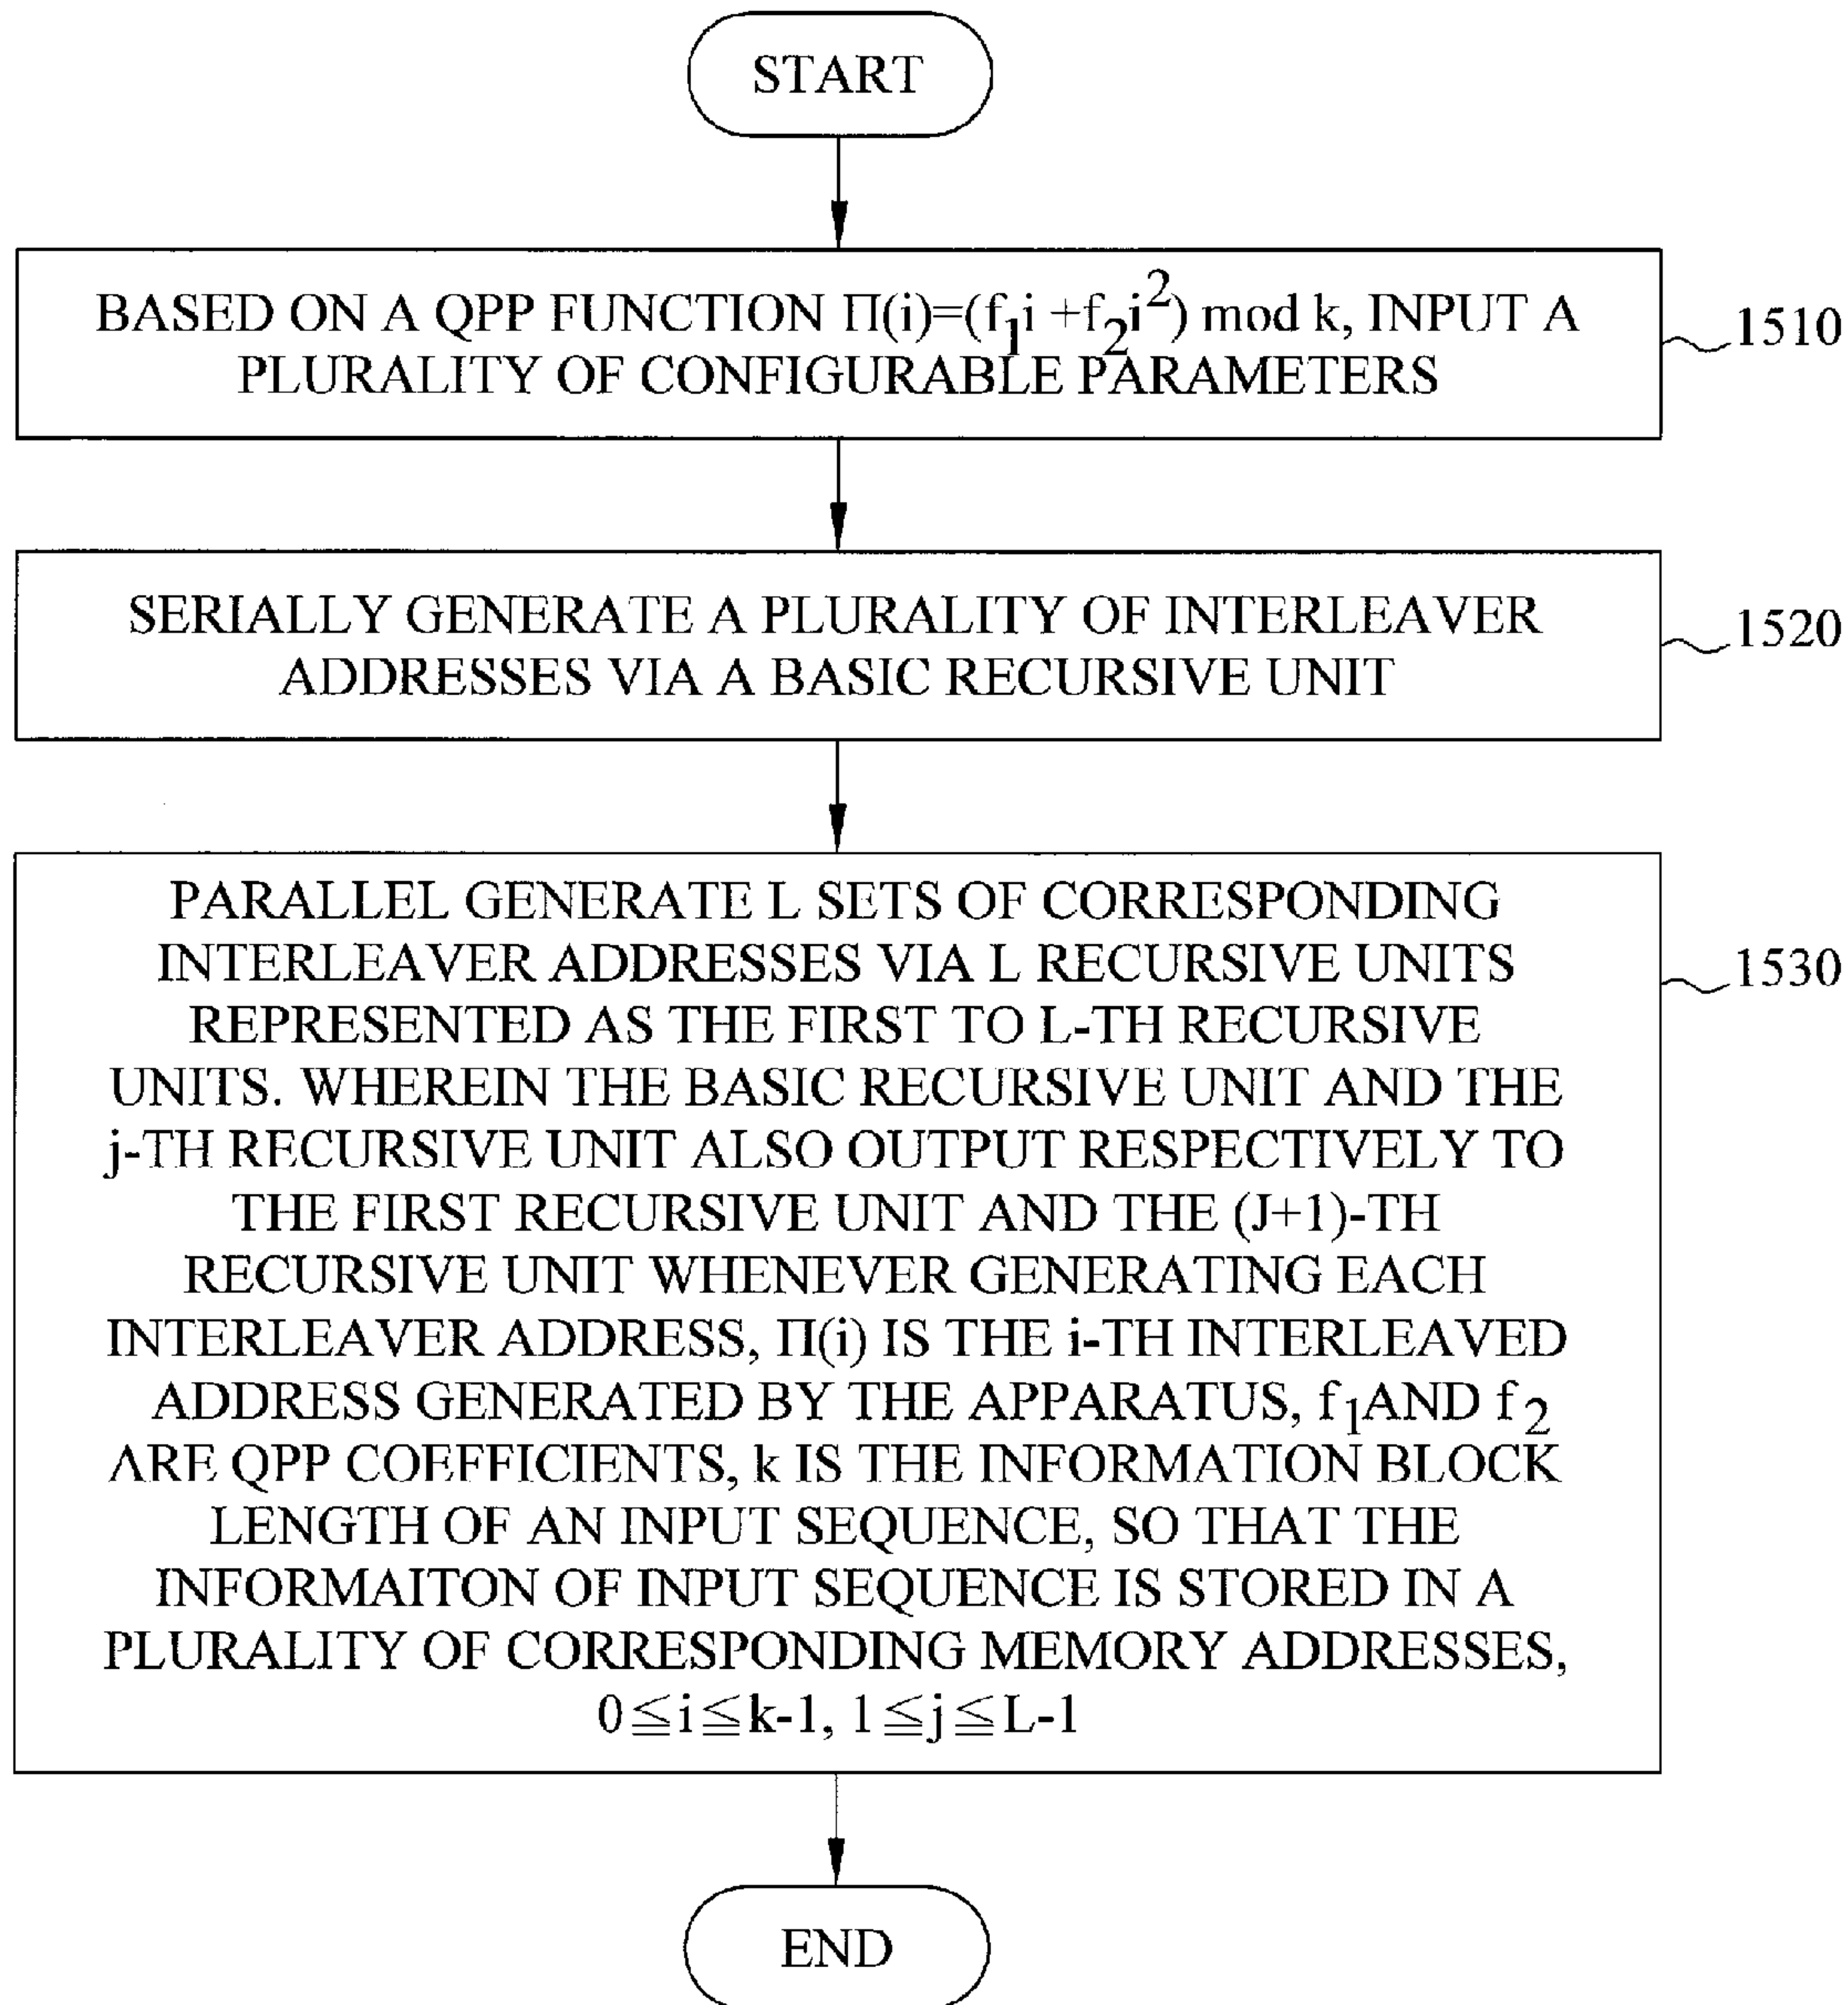 START
BASED ON A QPP FUNCTION Π(i)=(f₁i +f₂i²) mod k, INPUT A
PLURALITY OF CONFIGURABLE PARAMETERS
1510
SERIALLY GENERATE A PLURALITY OF INTERLEAVER
ADDRESSES VIA A BASIC RECURSIVE UNIT
1520
PARALLEL GENERATE L SETS OF CORRESPONDING
INTERLEAVER ADDRESSES VIA L RECURSIVE UNITS
REPRESENTED AS THE FIRST TO L-TH RECURSIVE
UNITS. WHEREIN THE BASIC RECURSIVE UNIT AND THE
j-TH RECURSIVE UNIT ALSO OUTPUT RESPECTIVELY TO
THE FIRST RECURSIVE UNIT AND THE (J+1)-TH
RECURSIVE UNIT WHENEVER GENERATING EACH
INTERLEAVER ADDRESS, Π(i) IS THE i-TH INTERLEAVED
ADDRESS GENERATED BY THE APPARATUS, f₁AND f₂
ARE QPP COEFFICIENTS, k IS THE INFORMATION BLOCK
LENGTH OF AN INPUT SEQUENCE, SO THAT THE
INFORMAITON OF INPUT SEQUENCE IS STORED IN A
PLURALITY OF CORRESPONDING MEMORY ADDRESSES,
0≦i≦k-1, 1≦j≦L-1
1530
END